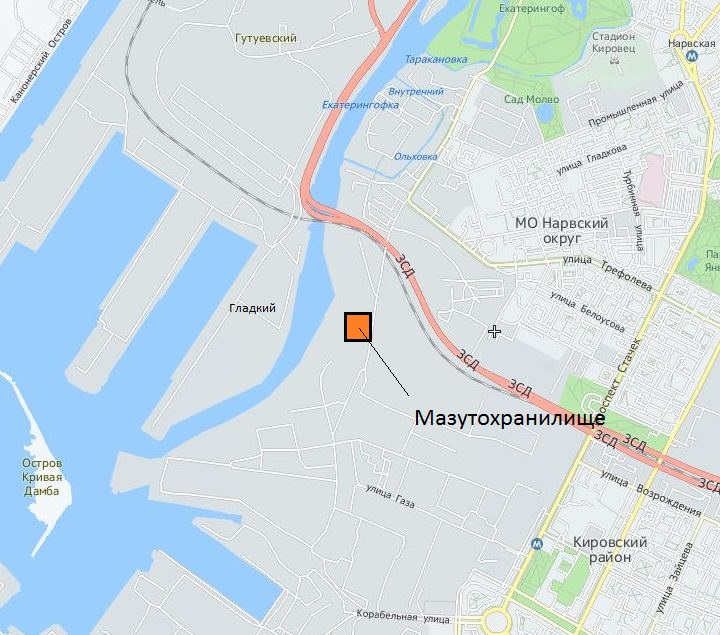 Екатерингоф
Стадион
Кировец
Нарвская
Гутуевский
Канонерский Остров
Таракановка
Внутренний
Екатерингофка
Сад Молво
Промышленная улица
Ольховка
улица Гладкова
Турбинная улица
МО Нарвский
округ
ЗСД
улица Трефолева
Гладкий
улица Белоусова
ЗСД
ЗСД
проспект Стачек
Мазутохранилище
ЗСД
ЗСД
ЗСД
Остров
Кривая
Дамба
улица Газа
улица Возрождения
Кировский
район
улица Зайцева
Корабельная улица